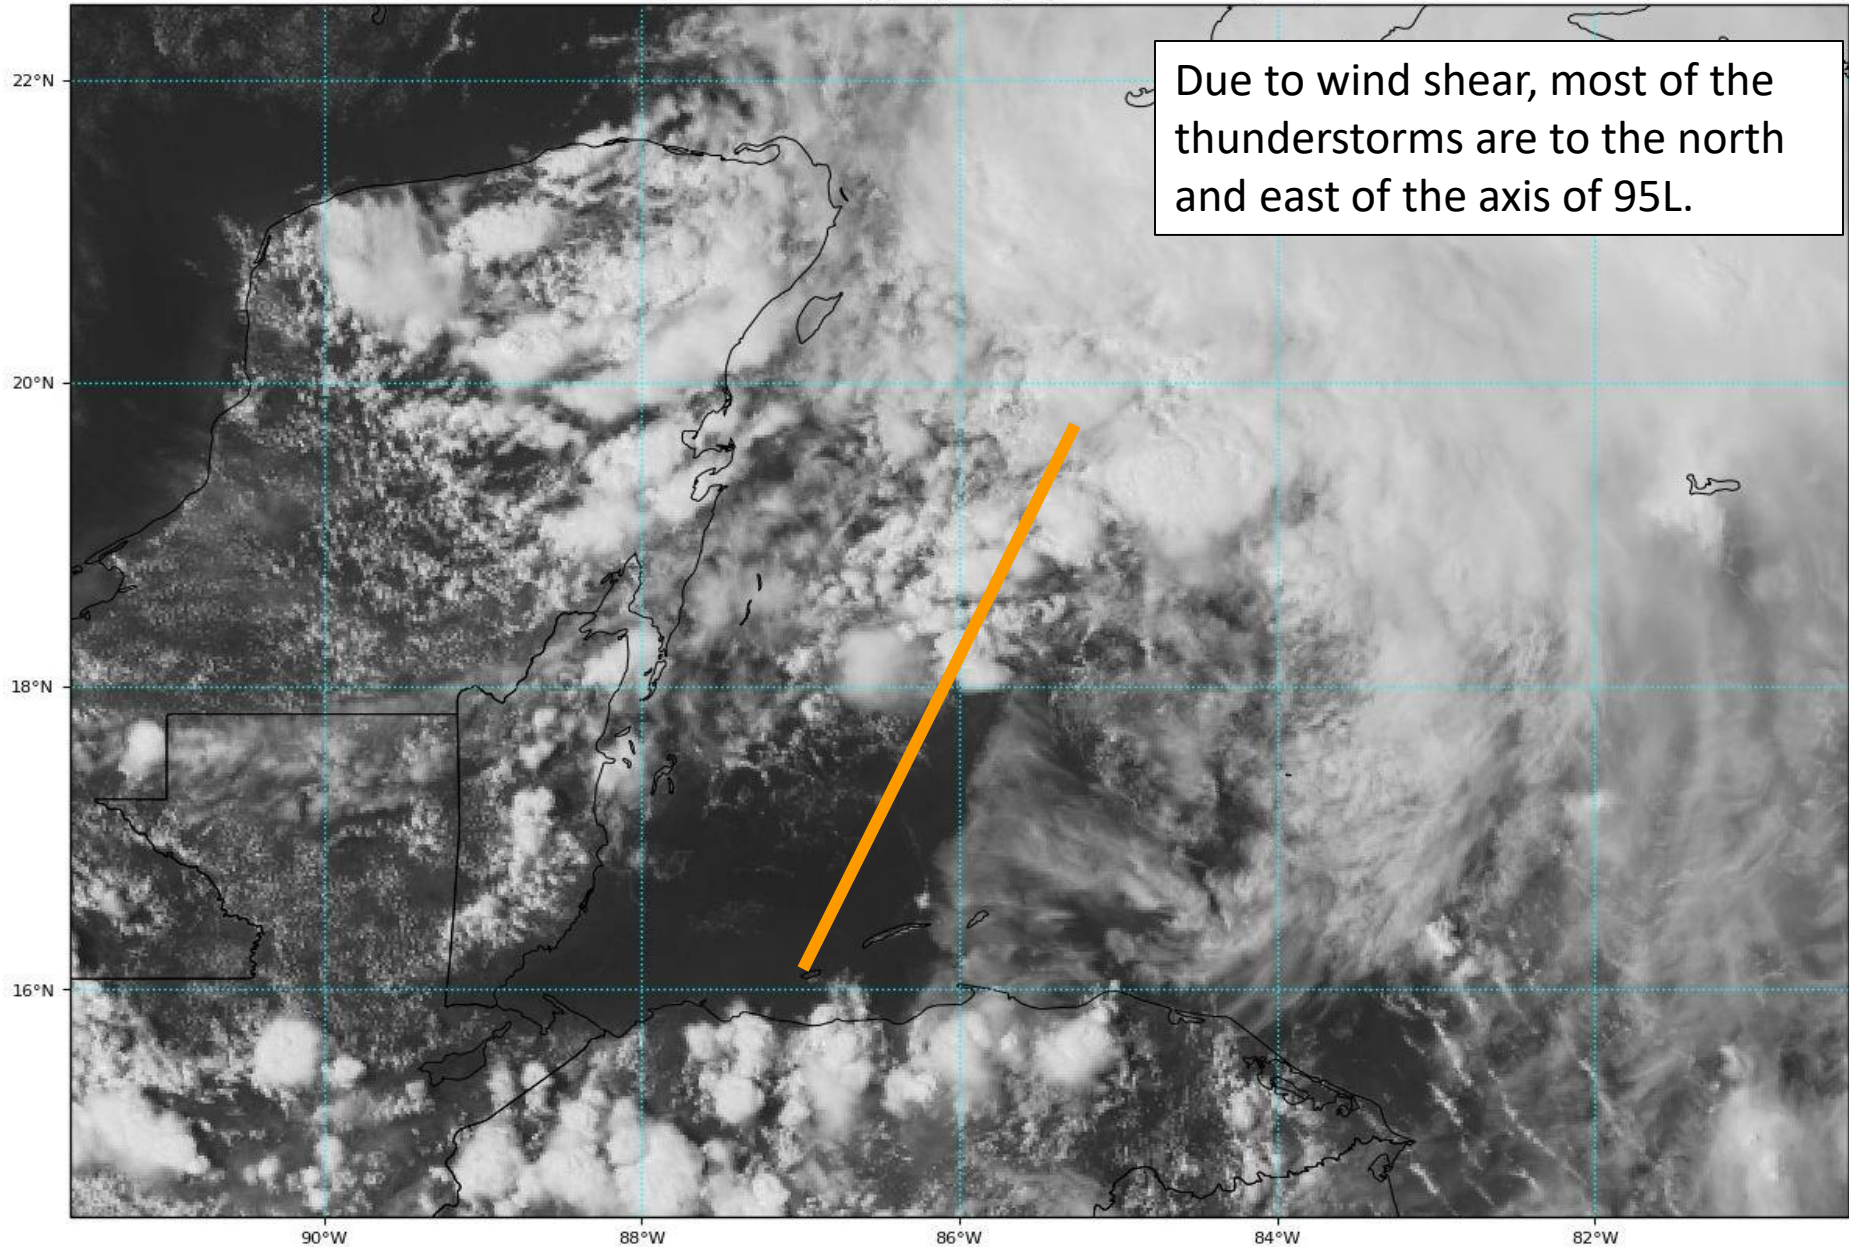 Due to wind shear, most of the
thunderstorms are to the north
and east of the axis of 95L.
22°N
20°N
18°N
16°N
90°W 88°W 86°W 84°W 82°W